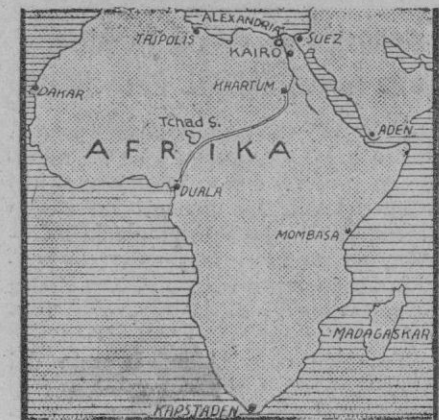 ALEXANDRIA
TRIPOLIS
SUEZ
KAIRO
KHARTUM
DAKAR
Tchad S.
ADEN
AFRIKA
DUALA
MOMBASA
MADAGASKAR
KAPSTADEN